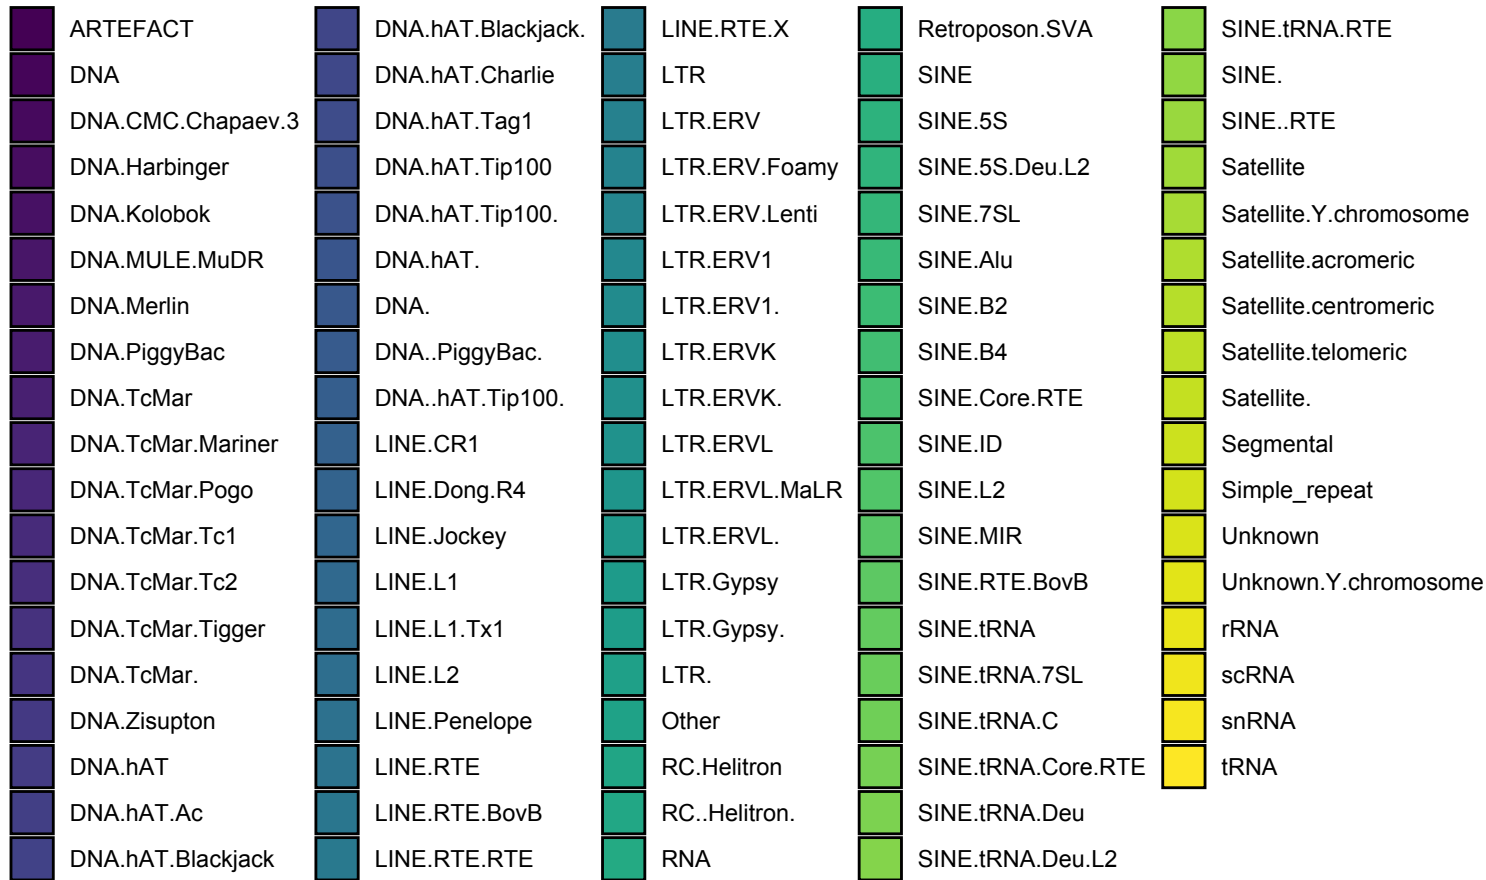 ARTEFACT
DNA
DNA.CMC.Chapaev.3
DNA.Harbinger
DNA.Kolobok
DNA.MULE.MuDR
DNA.Merlin
DNA.PiggyBac
DNA.TcMar
DNA.TcMar.Mariner
DNA.TcMar.Pogo
DNA.TcMar.Tc1
DNA.TcMar.Tc2
DNA.TcMar.Tigger
DNA.TcMar.
DNA.Zisupton
DNA.hAT
DNA.hAT.Ac
DNA.hAT.Blackjack
DNA.hAT.Blackjack.
DNA.hAT.Charlie
DNA.hAT.Tag1
DNA.hAT.Tip100
DNA.hAT.Tip100.
DNA.hAT.
DNA.
DNA..PiggyBac.
DNA..hAT.Tip100.
LINE.CR1
LINE.Dong.R4
LINE.Jockey
LINE.L1
LINE.L1.Tx1
LINE.L2
LINE.Penelope
LINE.RTE
LINE.RTE.BovB
LINE.RTE.RTE
LINE.RTE.X
LTR
LTR.ERV
LTR.ERV.Foamy
LTR.ERV.Lenti
LTR.ERV1
LTR.ERV1.
LTR.ERVK
LTR.ERVK.
LTR.ERVL
LTR.ERVL.MaLR
LTR.ERVL.
LTR.Gypsy
LTR.Gypsy.
LTR.
Other
RC.Helitron
RC..Helitron.
RNA
Retroposon.SVA
SINE
SINE.5S
SINE.5S.Deu.L2
SINE.7SL
SINE.Alu
SINE.B2
SINE.B4
SINE.Core.RTE
SINE.ID
SINE.L2
SINE.MIR
SINE.RTE.BovB
SINE.tRNA
SINE.tRNA.7SL
SINE.tRNA.C
SINE.tRNA.Core.RTE
SINE.tRNA.Deu
SINE.tRNA.Deu.L2
SINE.tRNA.RTE
SINE.
SINE..RTE
Satellite
Satellite.Y.chromosome
Satellite.acromeric
Satellite.centromeric
Satellite.telomeric
Satellite.
Segmental
Simple_repeat
Unknown
Unknown.Y.chromosome
rRNA
scRNA
snRNA
tRNA